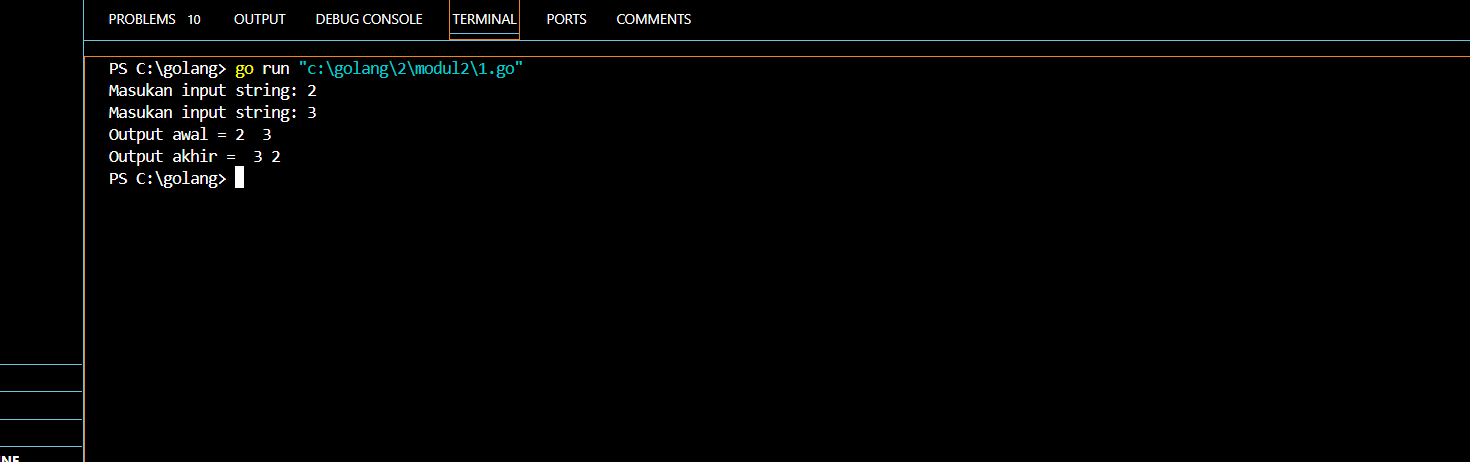 PROBLEMS 10 OUTPUT DEBUG CONSOLE TERMINAL PORTS COMMENTS
PS C:\golang> go run "c:\golang\2\modul2\1.go"
Masukan input string: 2
Masukan input string: 3
Output awal = 2  3
Output akhir =  3 2
PS C:\golang>